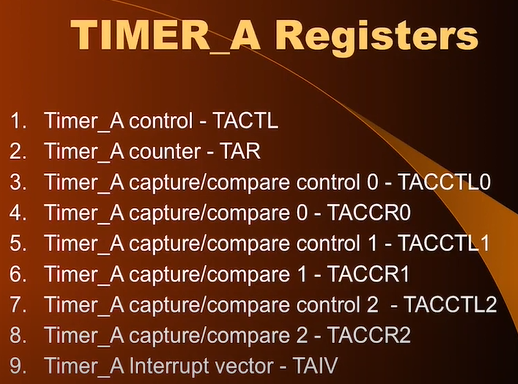 TIMER_A Registers
1. Timer_A control - TACTL
2. Timer_A counter - TAR
3. Timer_A capture/compare control 0 - TACCTL0
4. Timer_A capture/compare 0 - TACCR0
5. Timer_A capture/compare control 1 - TACCTL1
6. Timer_A capture/compare 1 - TACCR1
7. Timer_A capture/compare control 2 - TACCTL2
8. Timer_A capture/compare 2 - TACCR2
9. Timer_A Interrupt vector - TAIV